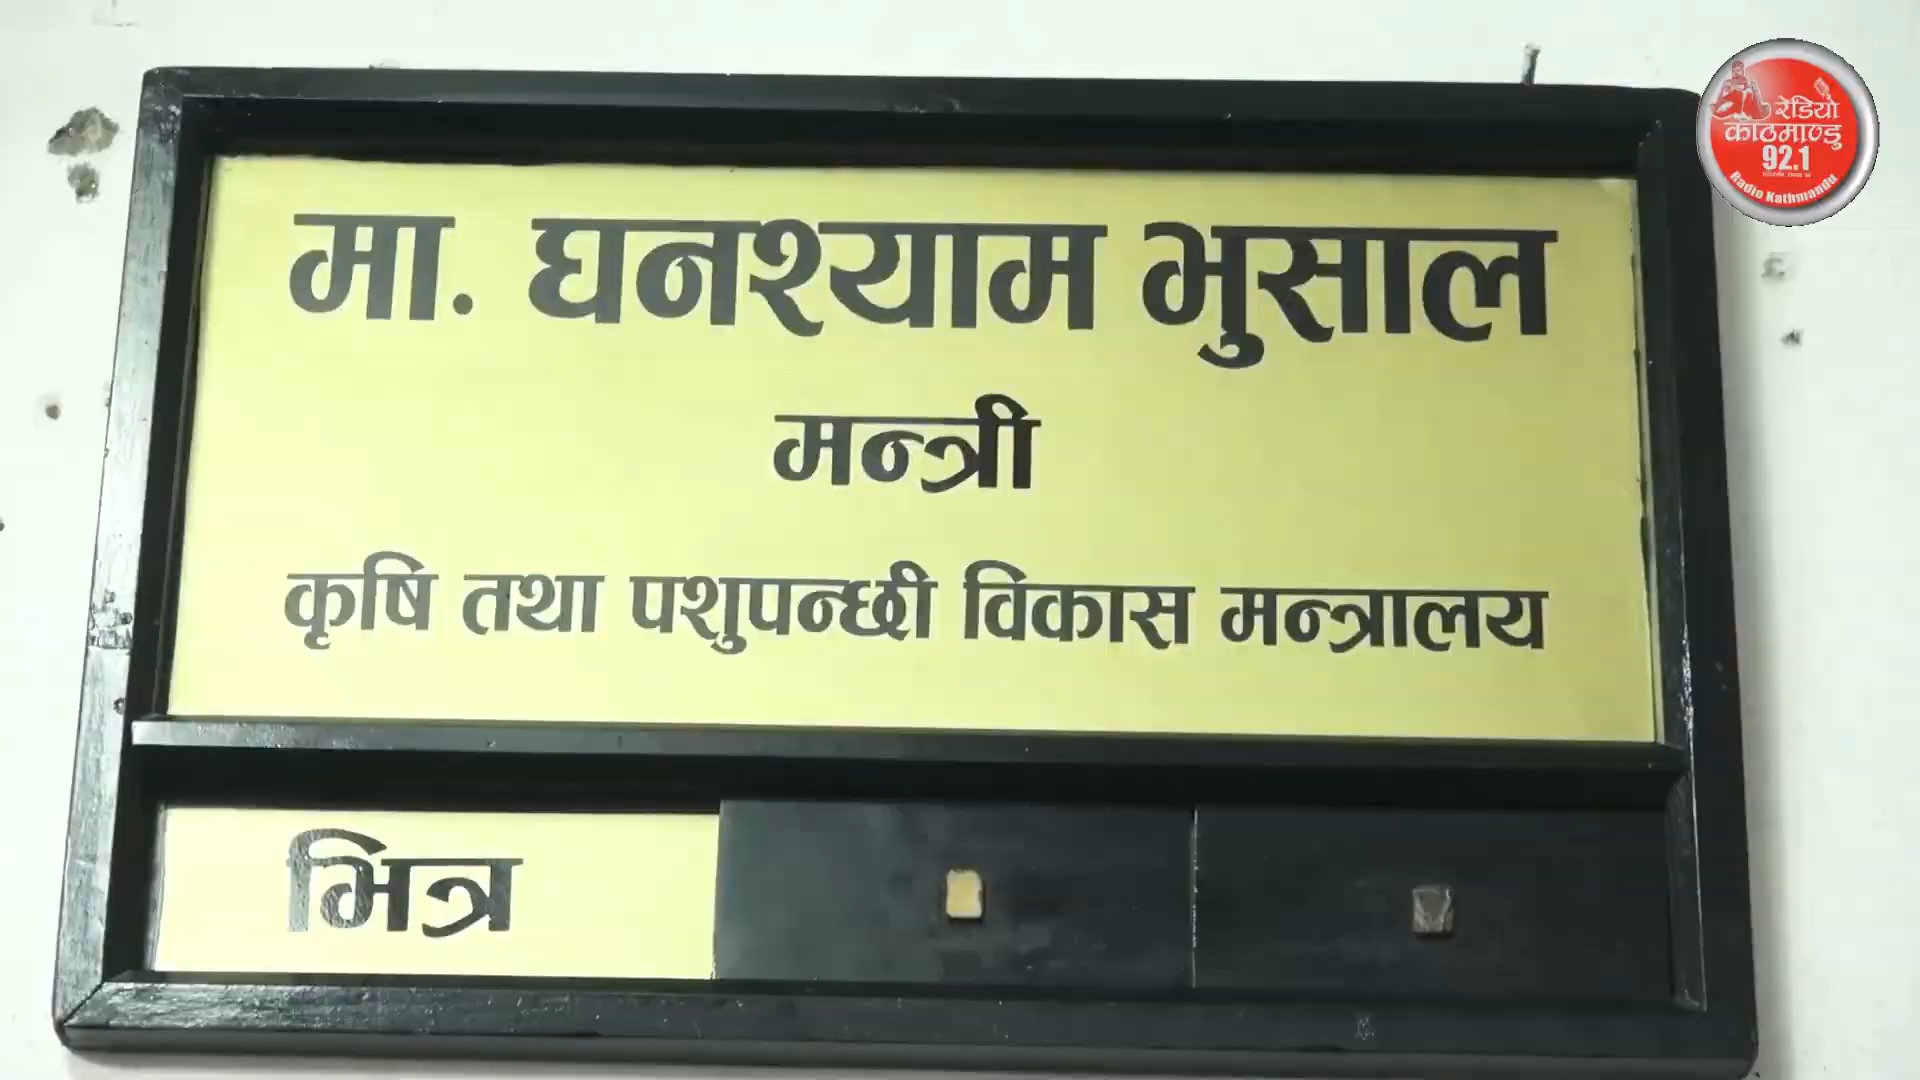 मा. घनश्याम भुसाल
मन्त्री
कृषि तथा पशुपन्छी विकास मन्त्रालय
भित्र
रेडियो
काठमाण्डु
92.1
Radio Kathmandu